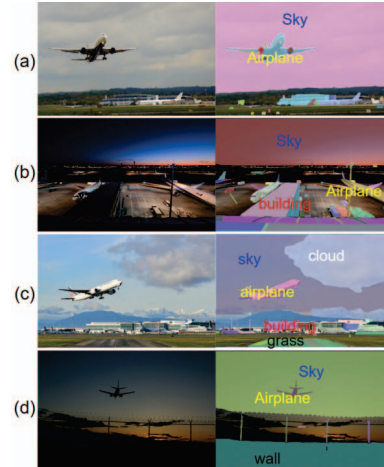 (a)
Sky
Airplane
(b)
Sky
Airplane
building
(c)
sky
cloud
airplane
building
grass
(d)
Sky
Airplane
wall